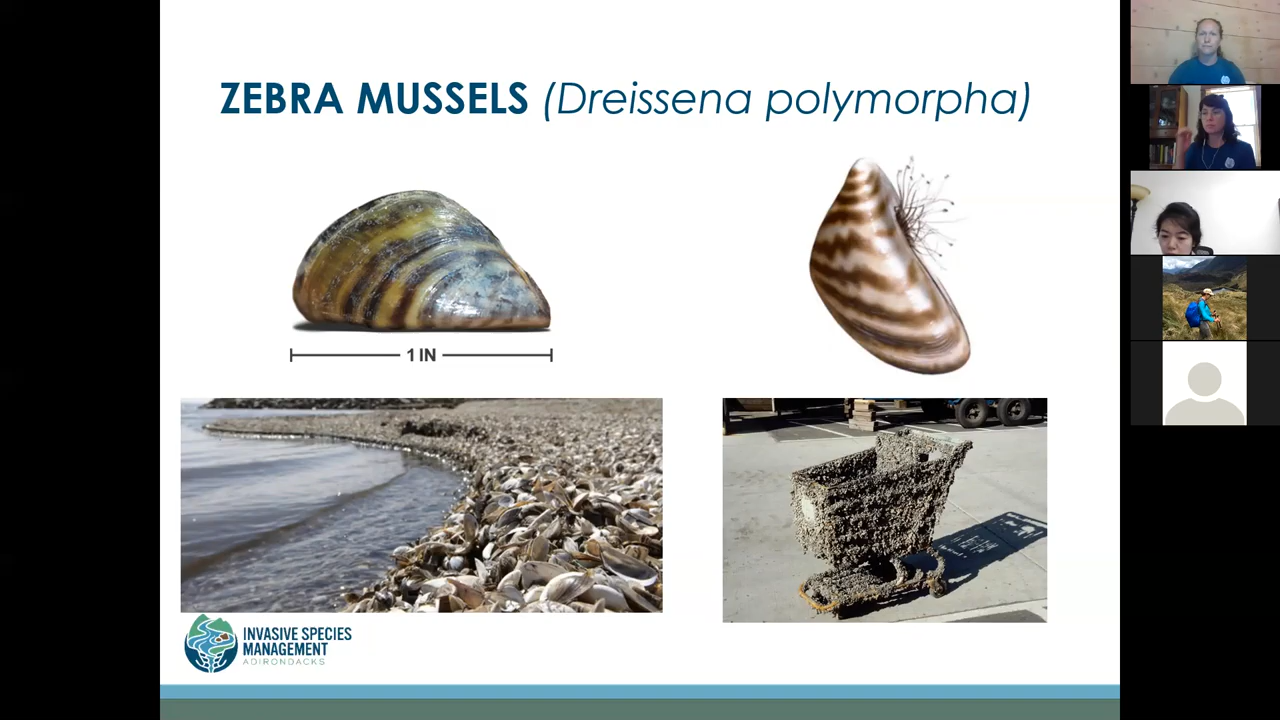 ZEBRA MUSSELS (Dreissena polymorpha)
1 IN
INVASIVE SPECIES
MANAGEMENT
ADIRONDACKS